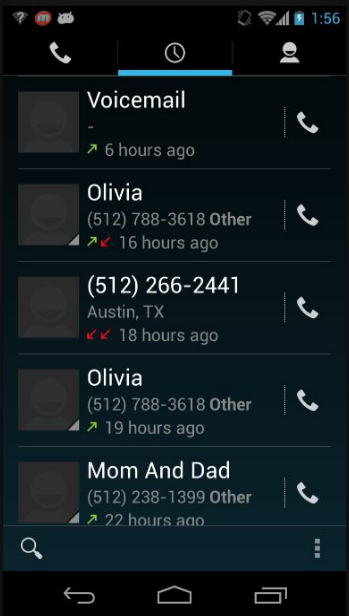 1:56
Voicemail
-
6 hours ago
Olivia
(512) 788-3618 Other
16 hours ago
(512) 266-2441
Austin, TX
18 hours ago
Olivia
(512) 788-3618 Other
19 hours ago
Mom And Dad
(512) 238-1399 Other
22 hours ago